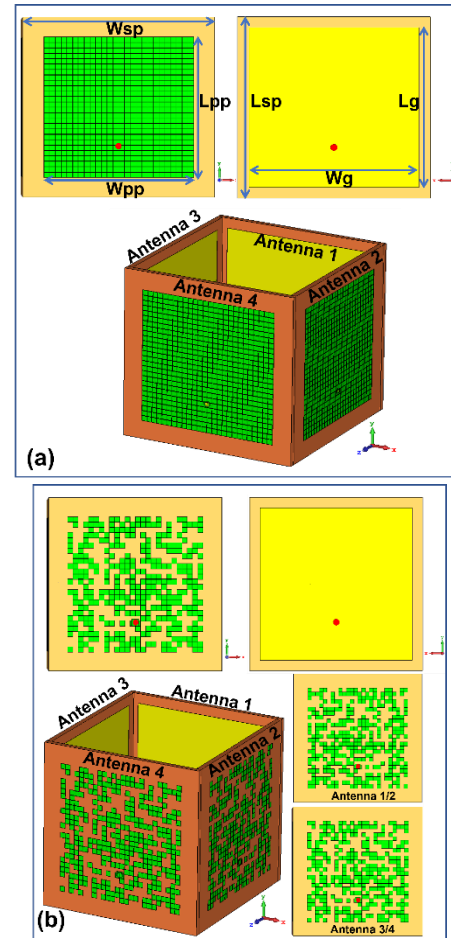 Wsp
Lpp
Wpp
Lsp
Lg
Wg
Antenna 3
Antenna 1
Antenna 2
Antenna 4
y
x
z
x
(a)
Antenna 3
Antenna 1
Antenna 2
Antenna 4
Antenna 1/2
Antenna 3/4
(b)